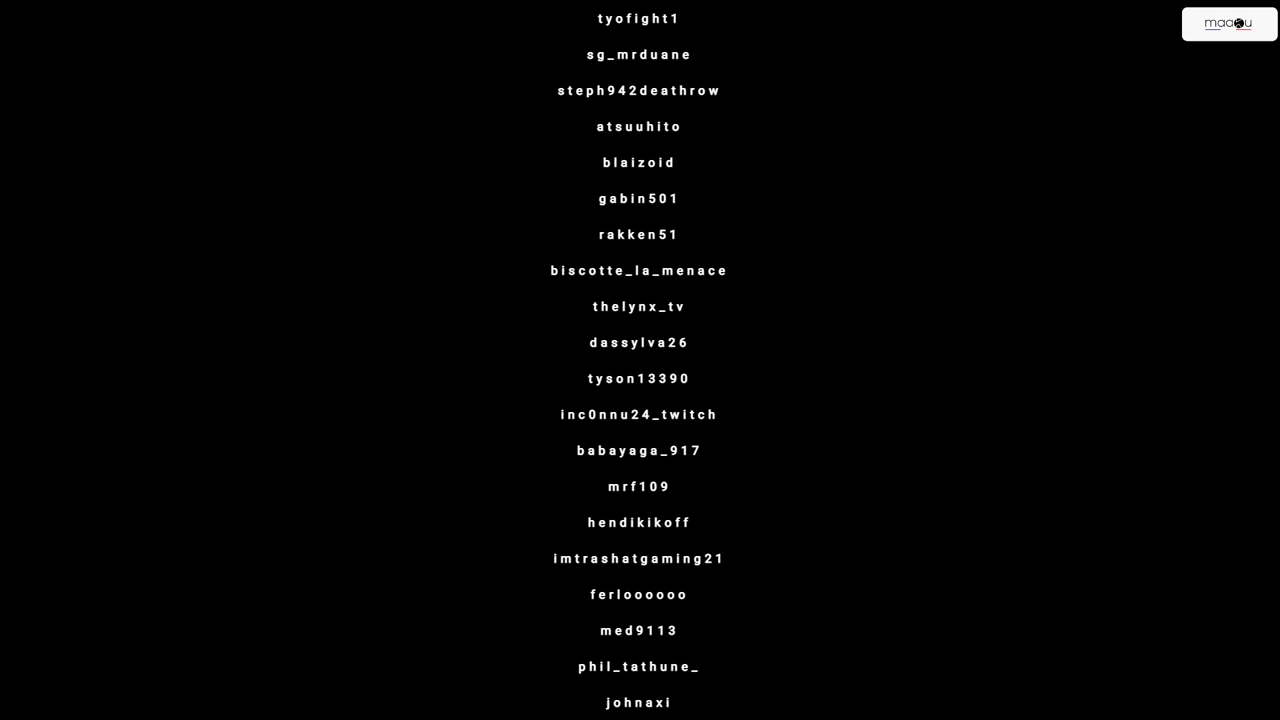 tyofight1
sg_mrduane
steph942deathrow
atsuuhito
blaizoid
gabin501
rakken51
biscotte_la_menace
thelynx_tv
dassylva26
tyson13390
inc0nnu24_twitch
babayaga_917
mrf109
hendikikoff
imtrashatgaming21
ferloooooo
med9113
phil_tathune_
johnaxi